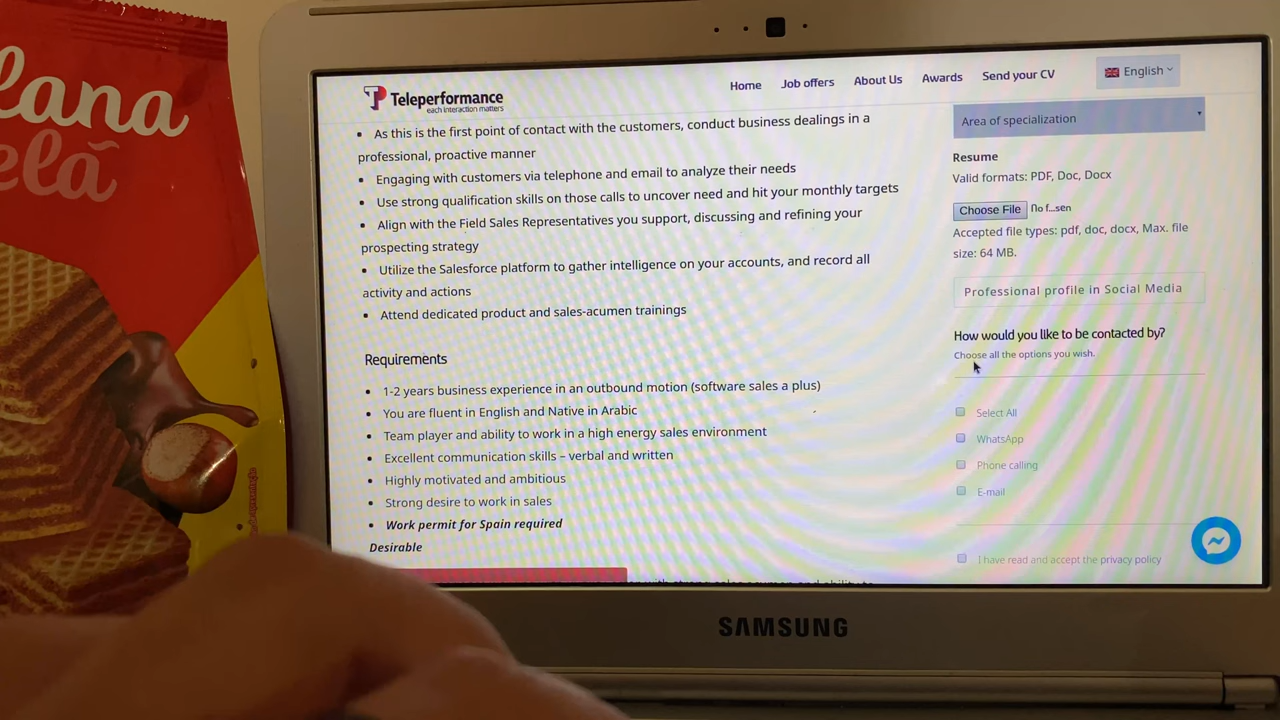 lana
elã
Teleperformance
each interaction matters
Home
Job offers
About Us
Awards
Send your CV
English
As this is the first point of contact with the customers, conduct business dealings in a
professional, proactive manner
Engaging with customers via telephone and email to analyze their needs
Use strong qualification skills on those calls to uncover need and hit your monthly targets
Align with the Field Sales Representatives you support, discussing and refining your
prospecting strategy
Utilize the Salesforce platform to gather intelligence on your accounts, and record all
activity and actions
Attend dedicated product and sales-acumen trainings
Requirements
1-2 years business experience in an outbound motion (software sales a plus)
You are fluent in English and Native in Arabic
Team player and ability to work in a high energy sales environment
Excellent communication skills – verbal and written
Highly motivated and ambitious
Strong desire to work in sales
Work permit for Spain required
Desirable
Area of specialization
Resume
Valid formats: PDF, Doc, Docx
Choose File No f...sen
Accepted file types: pdf, doc, docx, Max. file
size: 64 MB.
Professional profile in Social Media
How would you like to be contacted by?
Choose all the options you wish.
Select All
WhatsApp
Phone calling
E-mail
I have read and accept the privacy policy
SAMSUNG